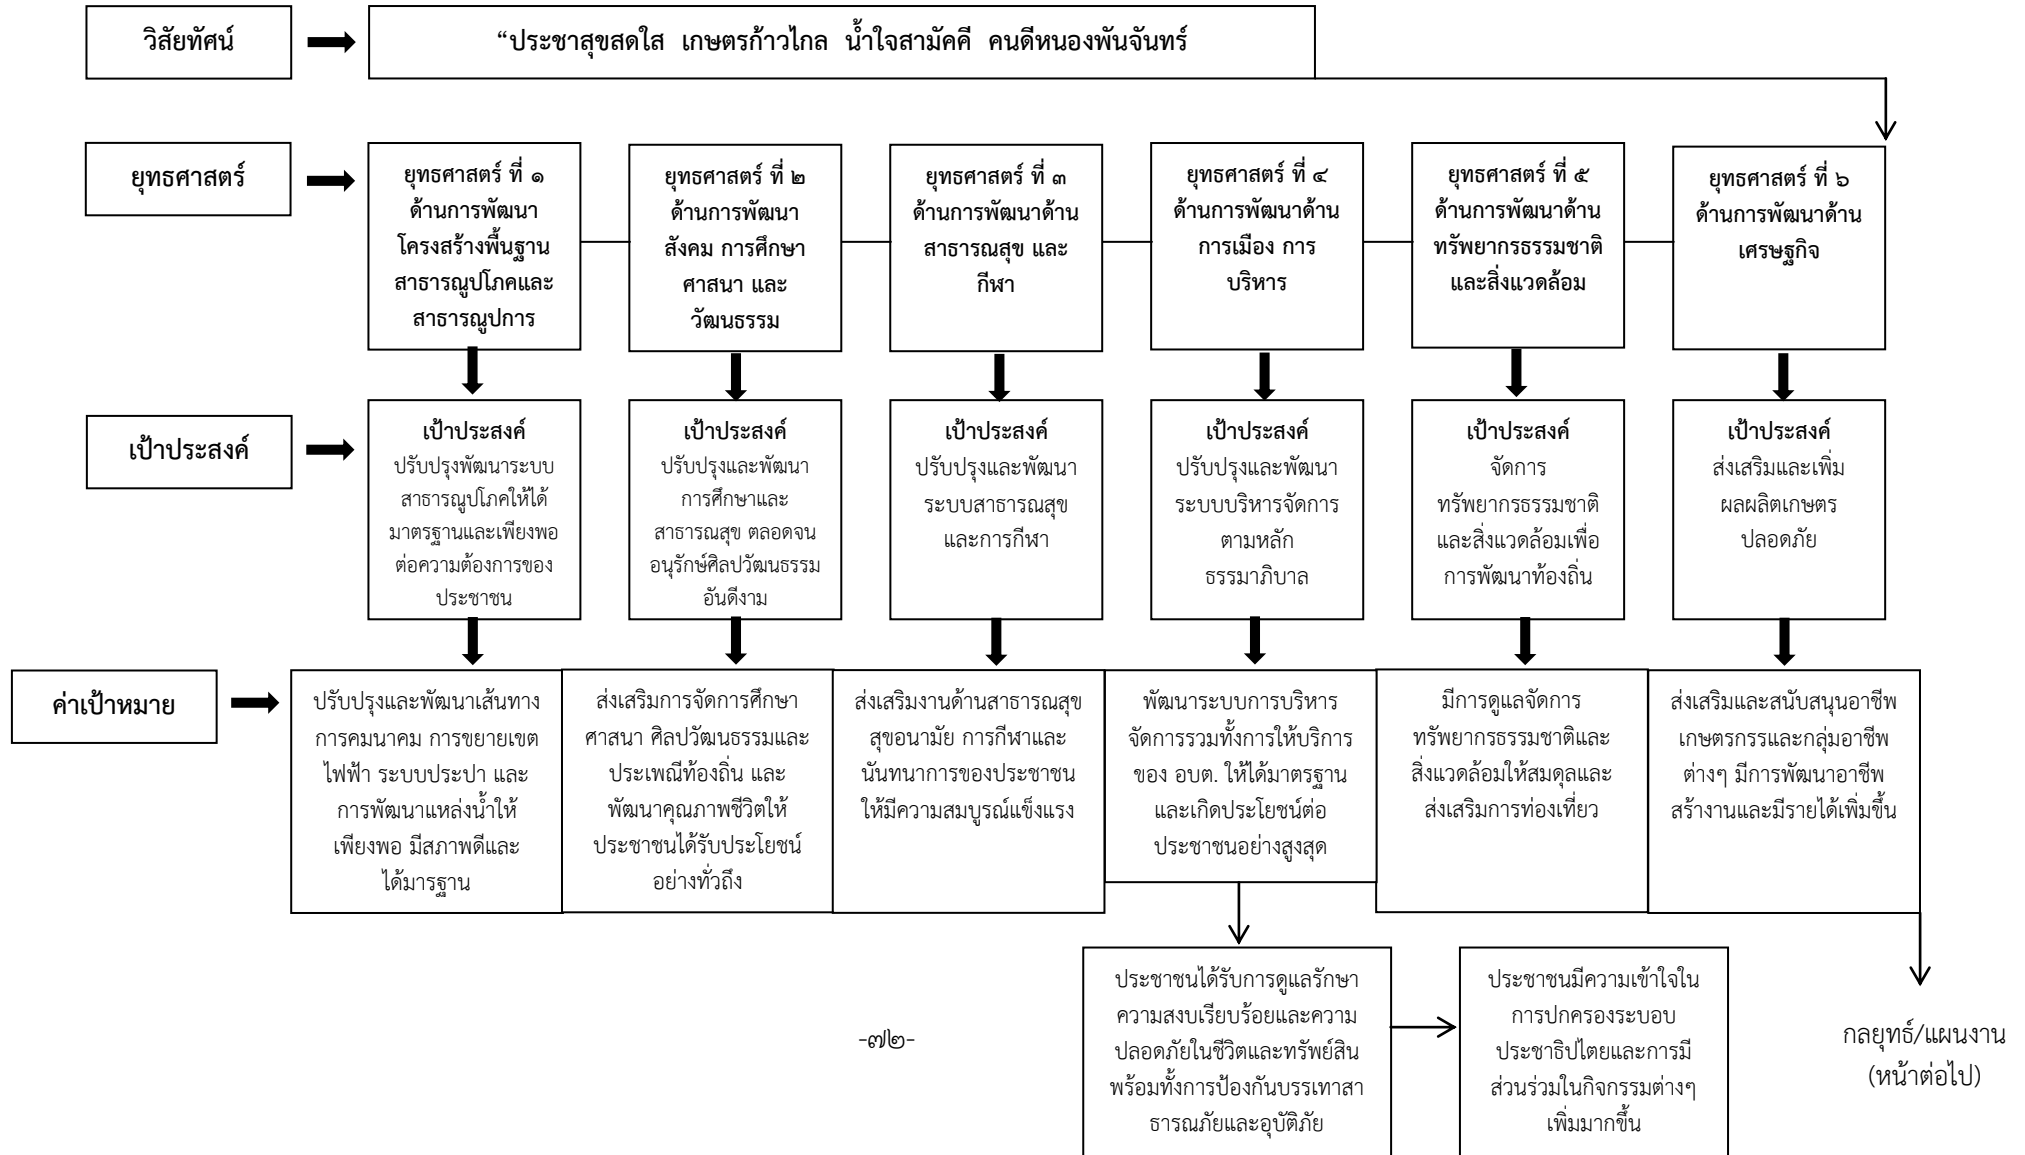 วิสัยทัศน์
“ประชาสุขสดใส เกษตรก้าวไกล น้ำใจสามัคคี คนดีหนองพันจันทร์
ยุทธศาสตร์
ยุทธศาสตร์ ที่ ๑
ด้านการพัฒนา
โครงสร้างพื้นฐาน
สาธารณูปโภคและ
สาธารณูปการ
ยุทธศาสตร์ ที่ ๒
ด้านการพัฒนา
สังคม การศึกษา
ศาสนา และ
วัฒนธรรม
ยุทธศาสตร์ ที่ ๓
ด้านการพัฒนาด้าน
สาธารณสุข และ
กีฬา
ยุทธศาสตร์ ที่ ๔
ด้านการพัฒนาด้าน
การเมือง การ
บริหาร
ยุทธศาสตร์ ที่ ๕
ด้านการพัฒนาด้าน
ทรัพยากรธรรมชาติ
และสิ่งแวดล้อม
ยุทธศาสตร์ ที่ ๖
ด้านการพัฒนาด้าน
เศรษฐกิจ
เป้าประสงค์
เป้าประสงค์
ปรับปรุงพัฒนาระบบ
สาธารณูปโภคให้ได้
มาตรฐานและเพียงพอ
ต่อความต้องการของ
ประชาชน
เป้าประสงค์
ปรับปรุงและพัฒนา
การศึกษาและ
สาธารณสุข ตลอดจน
อนุรักษ์ศิลปวัฒนธรรม
อันดีงาม
เป้าประสงค์
ปรับปรุงและพัฒนา
ระบบสาธารณสุข
และการกีฬา
เป้าประสงค์
ปรับปรุงและพัฒนา
ระบบบริหารจัดการ
ตามหลัก
ธรรมาภิบาล
เป้าประสงค์
จัดการ
ทรัพยากรธรรมชาติ
และสิ่งแวดล้อมเพื่อ
การพัฒนาท้องถิ่น
เป้าประสงค์
ส่งเสริมและเพิ่ม
ผลผลิตเกษตร
ปลอดภัย
ค่าเป้าหมาย
ปรับปรุงและพัฒนาเส้นทาง
การคมนาคม การขยายเขต
ไฟฟ้า ระบบประปา และ
การพัฒนาแหล่งน้ำให้
เพียงพอ มีสภาพดีและ
ได้มารฐาน
ส่งเสริมการจัดการศึกษา
ศาสนา ศิลปวัฒนธรรมและ
ประเพณีท้องถิ่น และ
พัฒนาคุณภาพชีวิตให้
ประชาชนได้รับประโยชน์
อย่างทั่วถึง
ส่งเสริมงานด้านสาธารณสุข
สุขอนามัย การกีฬาและ
นันทนาการของประชาชน
ให้มีความสมบูรณ์แข็งแรง
พัฒนาระบบการบริหาร
จัดการรวมทั้งการให้บริการ
ของ อบต. ให้ได้มาตรฐาน
และเกิดประโยชน์ต่อ
ประชาชนอย่างสูงสุด
มีการดูแลจัดการ
ทรัพยากรธรรมชาติและ
สิ่งแวดล้อมให้สมดุลและ
ส่งเสริมการท่องเที่ยว
ส่งเสริมและสนับสนุนอาชีพ
เกษตรกรรและกลุ่มอาชีพ
ต่างๆ มีการพัฒนาอาชีพ
สร้างงานและมีรายได้เพิ่มขึ้น
ประชาชนได้รับการดูแลรักษา
ความสงบเรียบร้อยและความ
ปลอดภัยในชีวิตและทรัพย์สิน
พร้อมทั้งการป้องกันบรรเทาสา
ธารณภัยและอุบัติภัย
ประชาชนมีความเข้าใจใน
การปกครองระบอบ
ประชาธิปไตยและการมี
ส่วนร่วมในกิจกรรมต่างๆ
เพิ่มมากขึ้น
กลยุทธ์/แผนงาน
(หน้าต่อไป)
-๗๒-